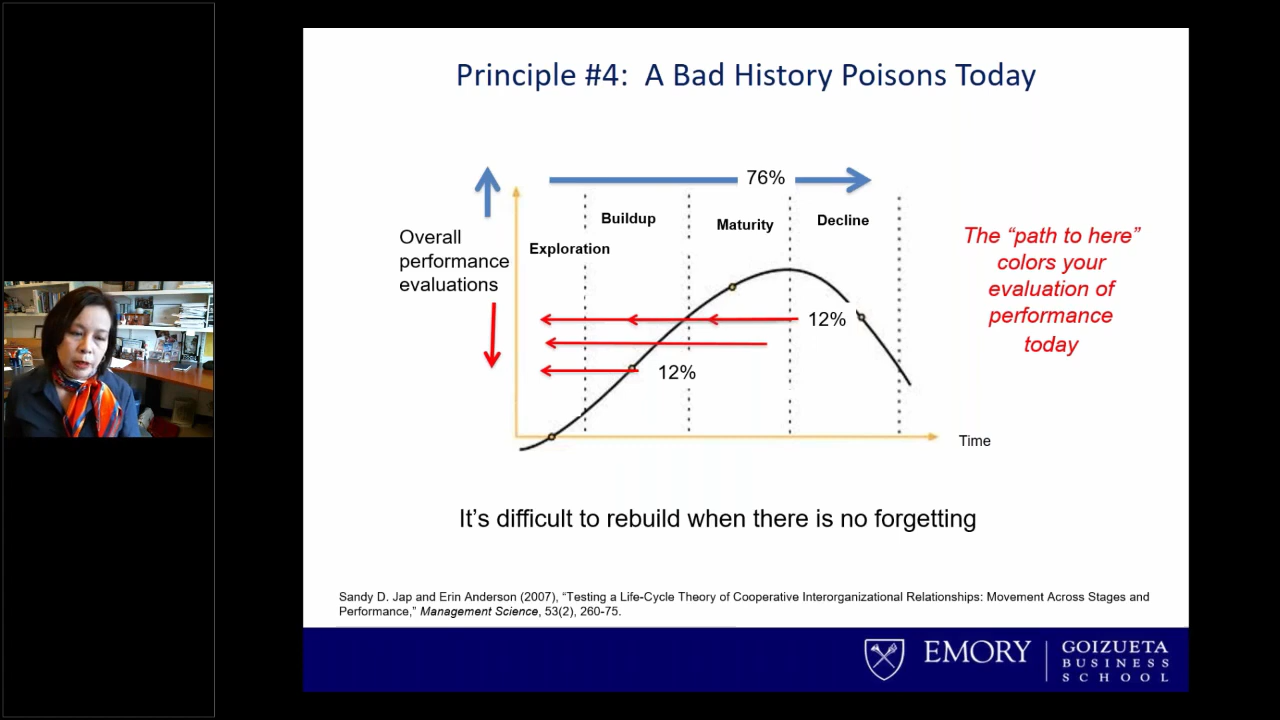 Principle #4: A Bad History Poisons Today
76%
Buildup
Maturity
Decline
Exploration
Overall
performance
evaluations
The “path to here”
colors your
evaluation of
performance
today
12%
12%
Time
It’s difficult to rebuild when there is no forgetting
Sandy D. Jap and Erin Anderson (2007), “Testing a Life-Cycle Theory of Cooperative Interorganizational Relationships: Movement Across Stages and
Performance,” Management Science, 53(2), 260-75.
EMORY
GOIZUETA
BUSINESS
SCHOOL